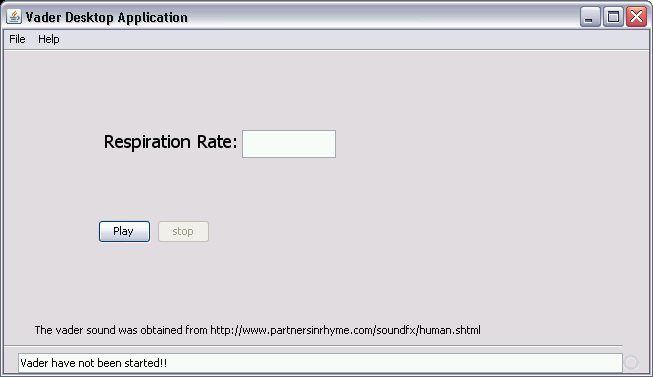 Vader Desktop Application
File Help
Respiration Rate:
Play stop
The vader sound was obtained from http://www.partnersinrhyme.com/soundfx/human.shtml
Vader have not been started!!